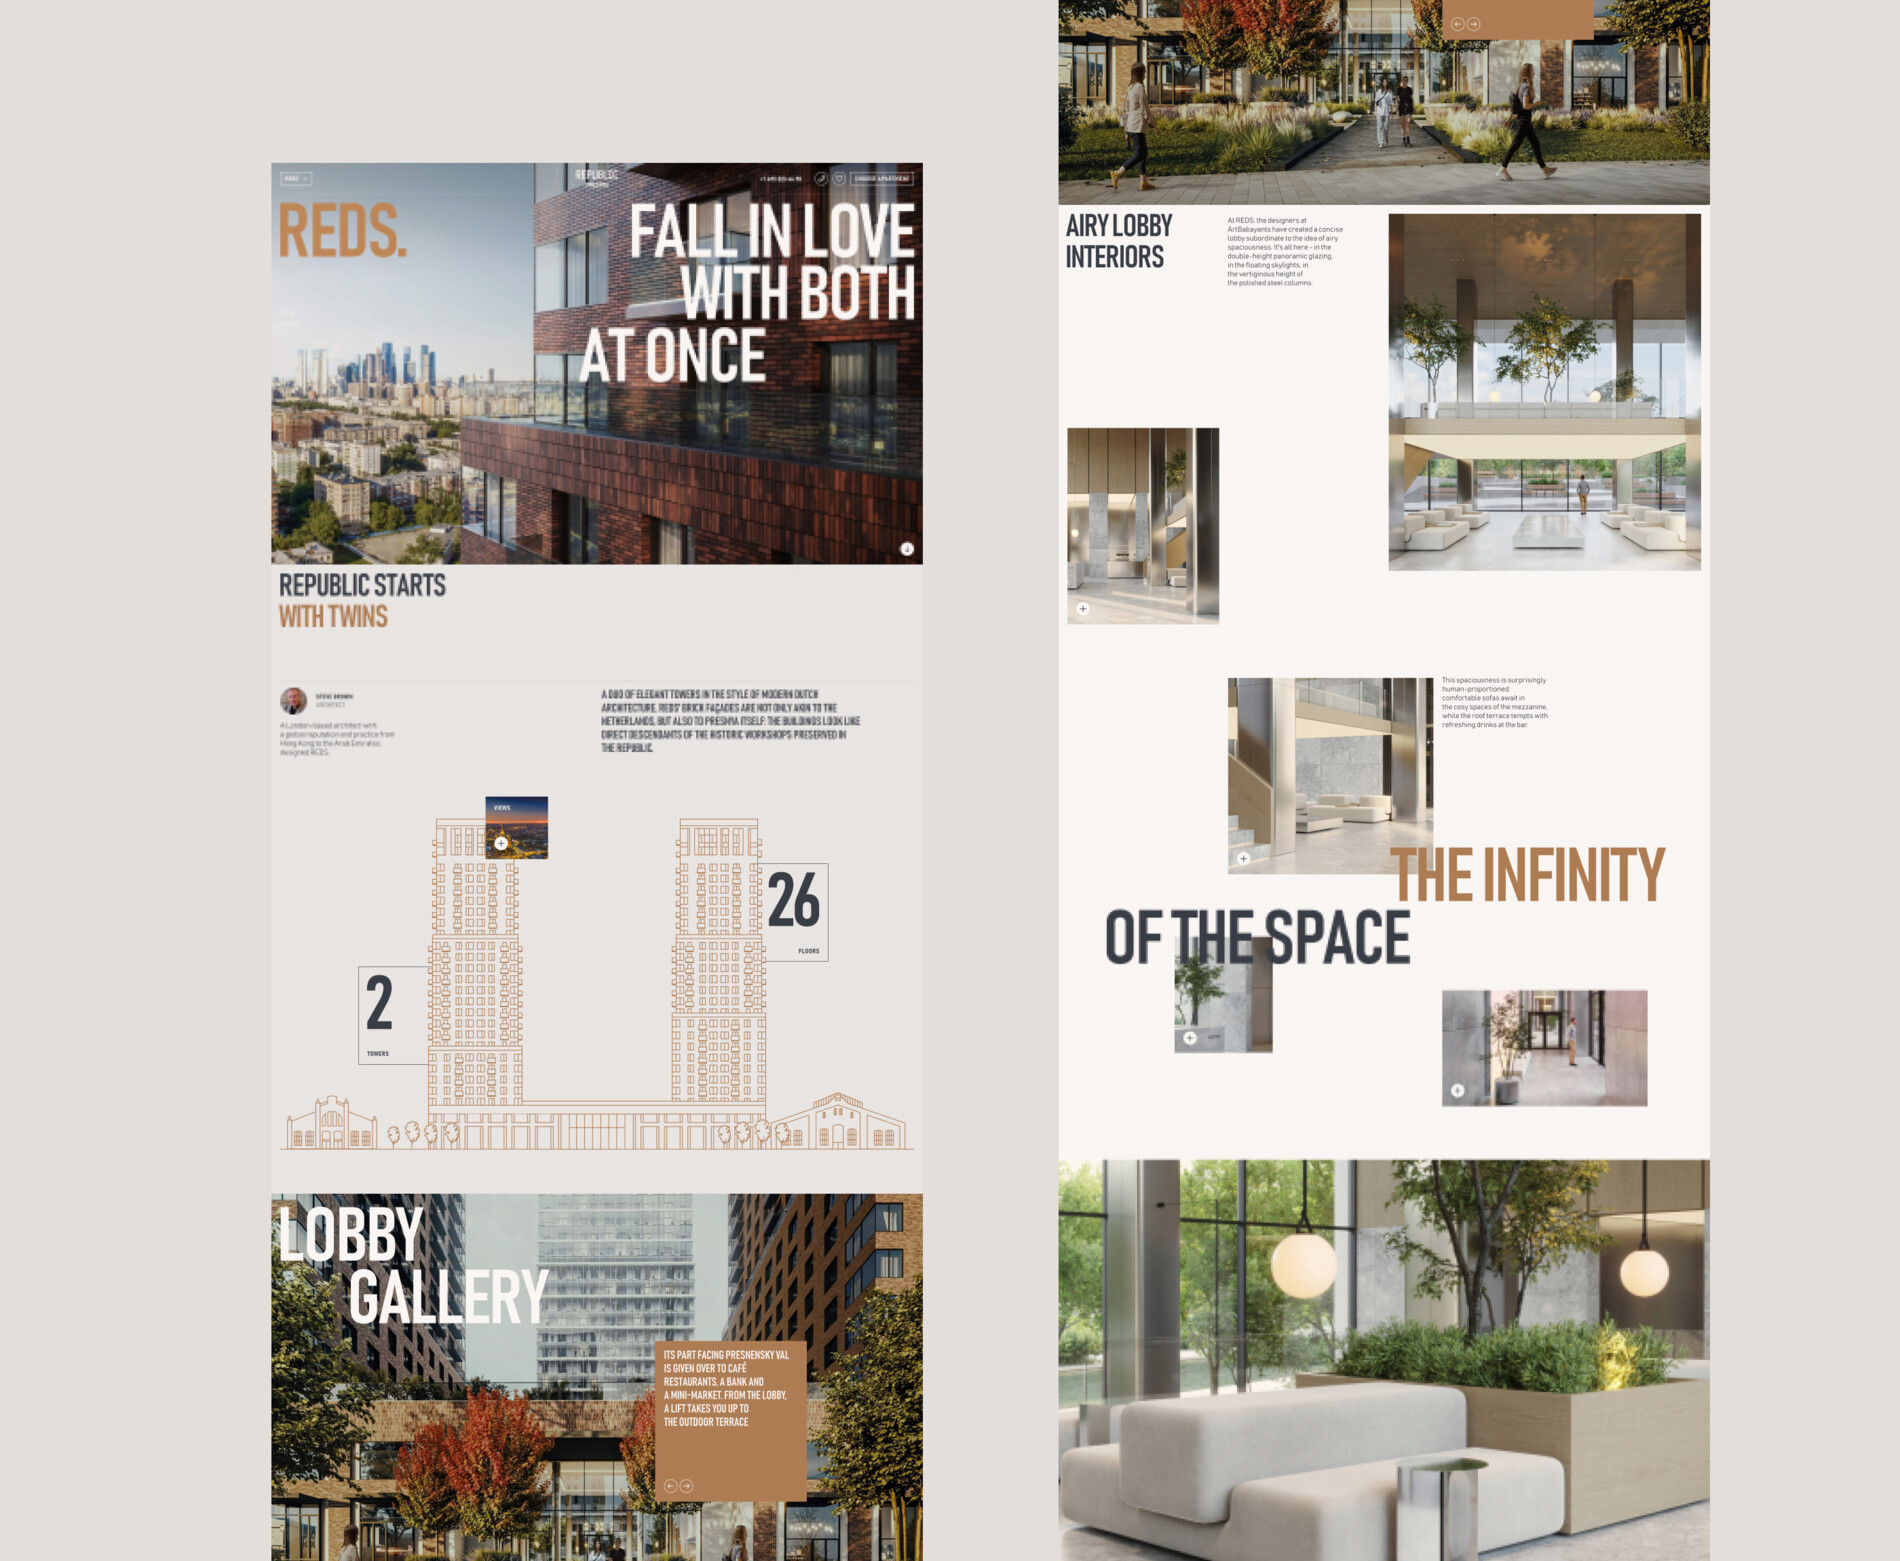 REDS
REPUBLIC
CHOOSE APARTMENT
REDS.
FALL IN LOVE
WITH BOTH
AT ONCE
REPUBLIC STARTS
WITH TWINS
STEVE BROWN
ARCHITECT
A London-based architect with
a global reputation and practice from
Hong Kong to the Arab Emirates,
designed REDS.
A DUO OF ELEGANT TOWERS IN THE STYLE OF MODERN DUTCH
ARCHITECTURE. REDS' BRICK FAÇADES ARE NOT ONLY AKIN TO THE
NETHERLANDS, BUT ALSO TO PRESNYA ITSELF: THE BUILDINGS LOOK LIKE
DIRECT DESCENDANTS OF THE HISTORIC WORKSHOPS PRESERVED IN
THE REPUBLIC.
VIEWS
26
FLOORS
2
TOWERS
LOBBY
GALLERY
ITS PART FACING PRESNENSKY VAL
IS GIVEN OVER TO CAFÉ
RESTAURANTS, A BANK AND
A MINI-MARKET. FROM THE LOBBY,
A LIFT TAKES YOU UP TO
THE OUTDOOR TERRACE
AIRY LOBBY
INTERIORS
At REDS, the designers at
ArtBabayants have created a concise
lobby subordinate to the idea of airy
spaciousness. It's all here - in the
double-height panoramic glazing,
in the floating skylights, in
the vertiginous height of
the polished steel columns.
This spaciousness is surprisingly
human-proportioned:
comfortable sofas await in
the cosy spaces of the mezzanine,
while the roof terrace tempts with
refreshing drinks at the bar.
THE INFINITY
OF THE SPACE